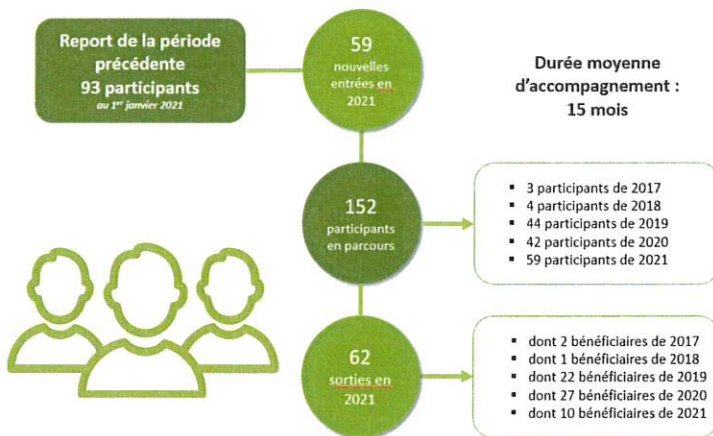 Report de la période
précédente
93 participants
au 1er janvier 2021
59
nouvelles
entrées en
2021
Durée moyenne
d'accompagnement :
15 mois
152
participants
en parcours
▪ 3 participants de 2017
▪ 4 participants de 2018
▪ 44 participants de 2019
▪ 42 participants de 2020
▪ 59 participants de 2021
62
sorties en
2021
▪ dont 2 bénéficiaires de 2017
▪ dont 1 bénéficiaires de 2018
▪ dont 22 bénéficiaires de 2019
▪ dont 27 bénéficiaires de 2020
▪ dont 10 bénéficiaires de 2021